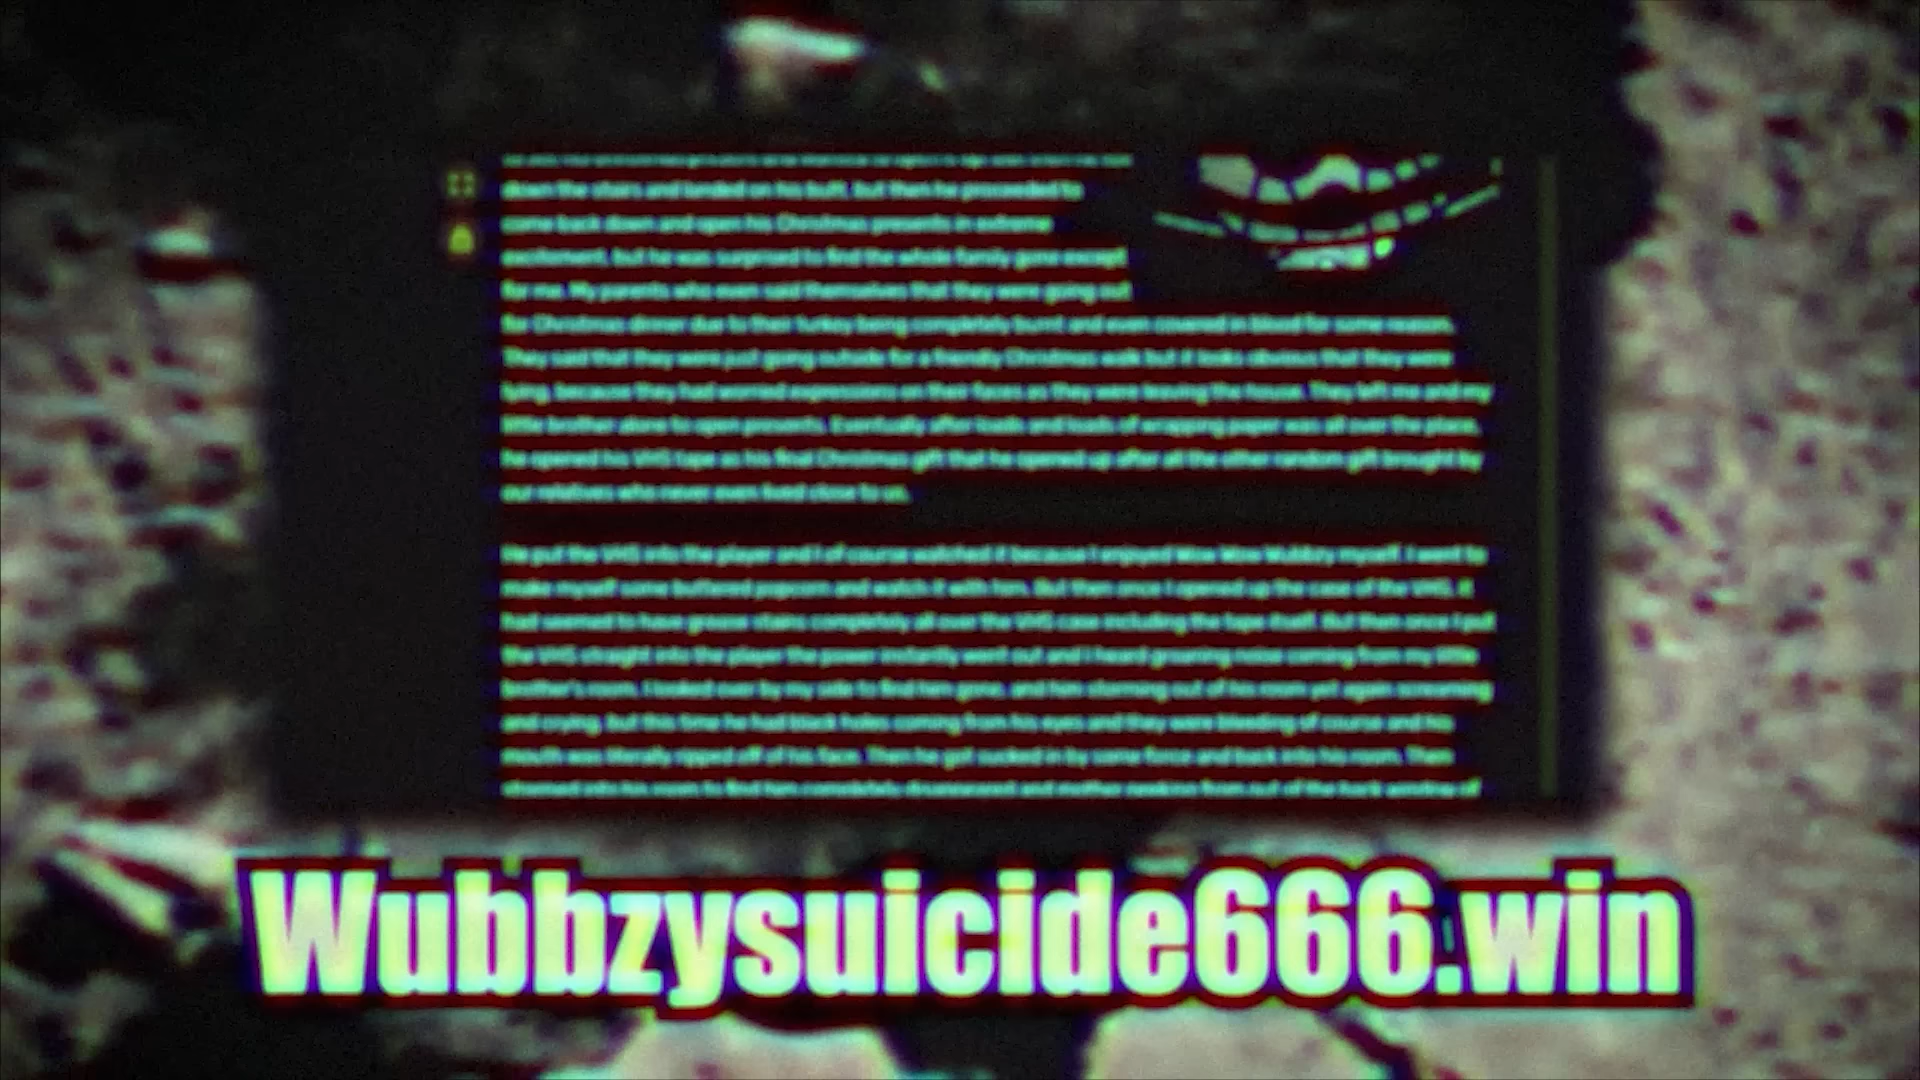 down the stairs and landed on his butt, but then he proceeded to
come back down and open his Christmas presents in extreme
excitement, but he was surprised to find the whole family gone except
for me. My parents who even said themselves that they were going out
for Christmas dinner due to their turkey being completely burnt and even covered in blood for some reason.
They said that they were just going outside for a friendly Christmas walk but it looks obvious that they were
lying, because they had worried expressions on their faces as they were leaving the house. They left me and my
little brother alone to open presents. Eventually after loads and loads of wrapping paper was all over the place,
he opened his VHS tape as his final Christmas gift that he opened up after all the other random gift brought by
our relatives who never even lived close to us.
He put the VHS into the player and I of course watched it because I enjoyed Wow Wow Wubbzy myself. I went to
make myself some buttered popcorn and watch it with him. But then once I opened up the case of the VHS, it
had seemed to have grease stains completely all over the VHS case including the tape itself. But then once I put
the VHS straight into the player the power instantly went out and I heard groaning noise coming from my little
brother's room. I looked over by my side to find him gone, and him storming out of his room yet again screaming
and crying, but this time he had black holes coming from his eyes and they were bleeding of course and his
mouth was literally ripped off of his face. Then he got sucked in by some force and back into his room. Then
into his room to find him completely from out of the back window of
Wubbzysuicide666.win